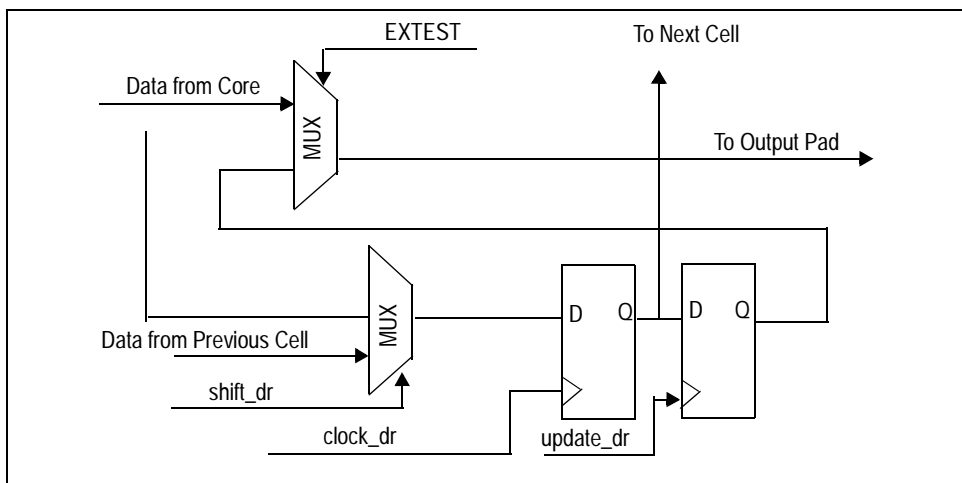 EXTEST
To Next Cell
Data from Core
MUX
To Output Pad
MUX
D Q
D Q
Data from Previous Cell
shift_dr
clock_dr
update_dr